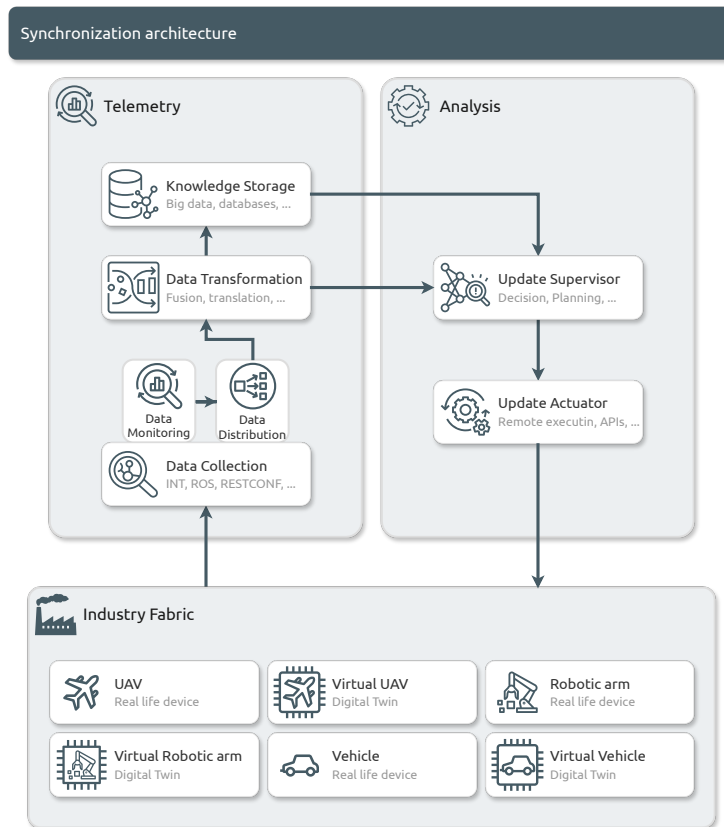 Synchronization architecture
Telemetry
Analysis
Knowledge Storage
Big data, databases, ...
Data Transformation
Fusion, translation, ...
Update Supervisor
Decision, Planning, ...
Data
Monitoring
Data
Distribution
Update Actuator
Remote executin, APIs, ...
Data Collection
INT, ROS, RESTCONF, ...
Industry Fabric
UAV
Real life device
Virtual UAV
Digital Twin
Robotic arm
Real life device
Virtual Robotic arm
Digital Twin
Vehicle
Real life device
Virtual Vehicle
Digital Twin